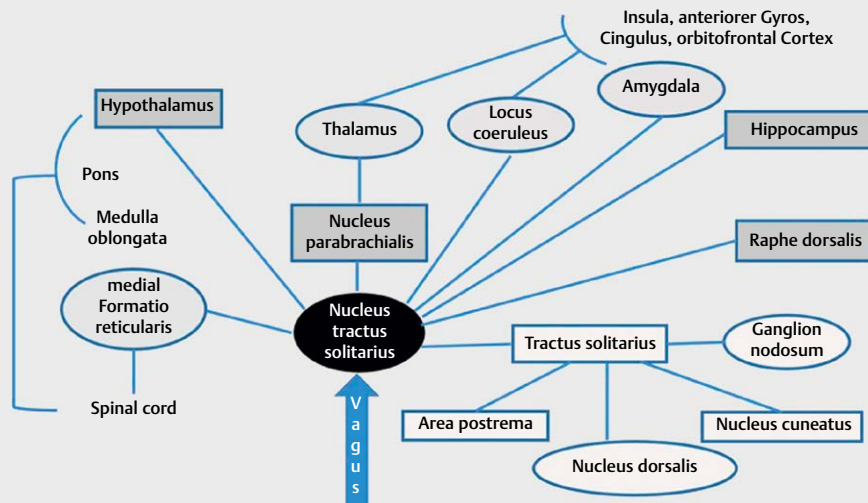 Insula, anteriorer Gyros,
Cingulus, orbitofrontal Cortex
Hypothalamus
Amygdala
Locus
coeruleus
Thalamus
Hippocampus
Pons
Medulla
oblongata
Nucleus
parabrachialis
Raphe dorsalis
medial
Formatio
reticularis
Nucleus
tractus
solitarius
Tractus solitarius
Ganglion
nodosum
Spinal cord
Vagus
Area postrema
Nucleus cuneatus
Nucleus dorsalis